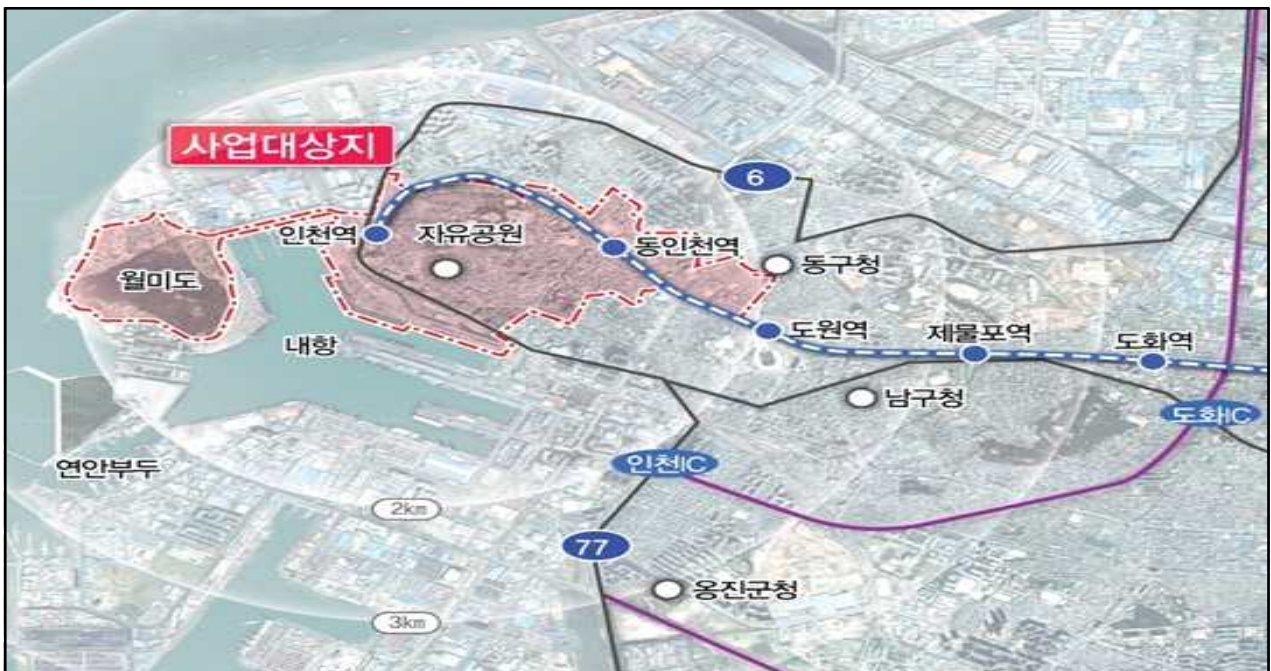 사업대상지
6
인천역
자유공원
동인천역
동구청
월미도
내항
도원역
제물포역
도화역
남구청
도화IC
연안부두
인천IC
2km
77
옹진군청
3km